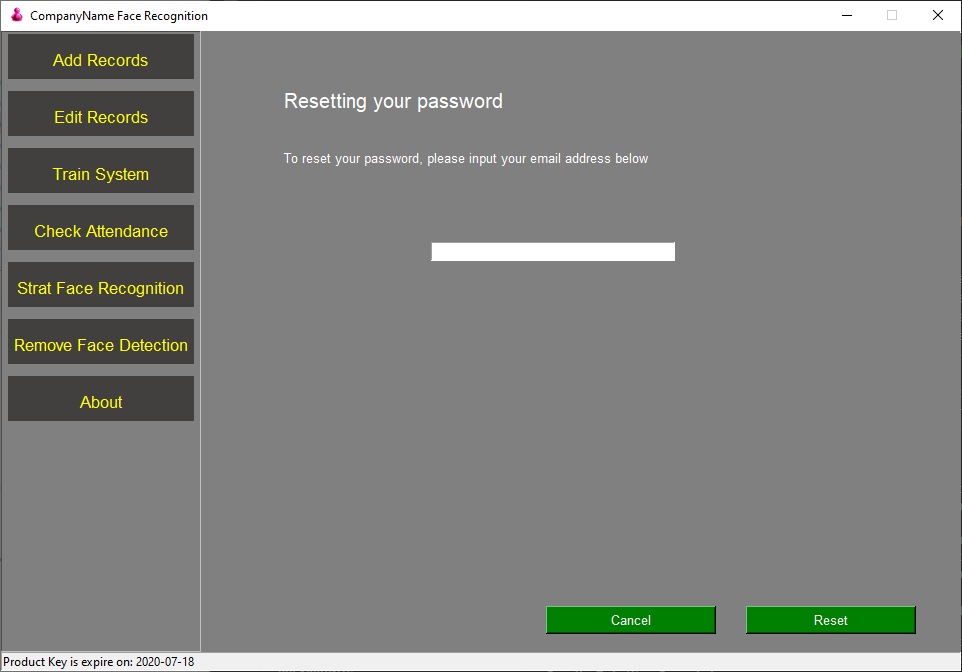 CompanyName Face Recognition
Add Records
Edit Records
Train System
Check Attendance
Strat Face Recognition
Remove Face Detection
About
Resetting your password
To reset your password, please input your email address below
Cancel
Reset
Product Key is expire on: 2020-07-18